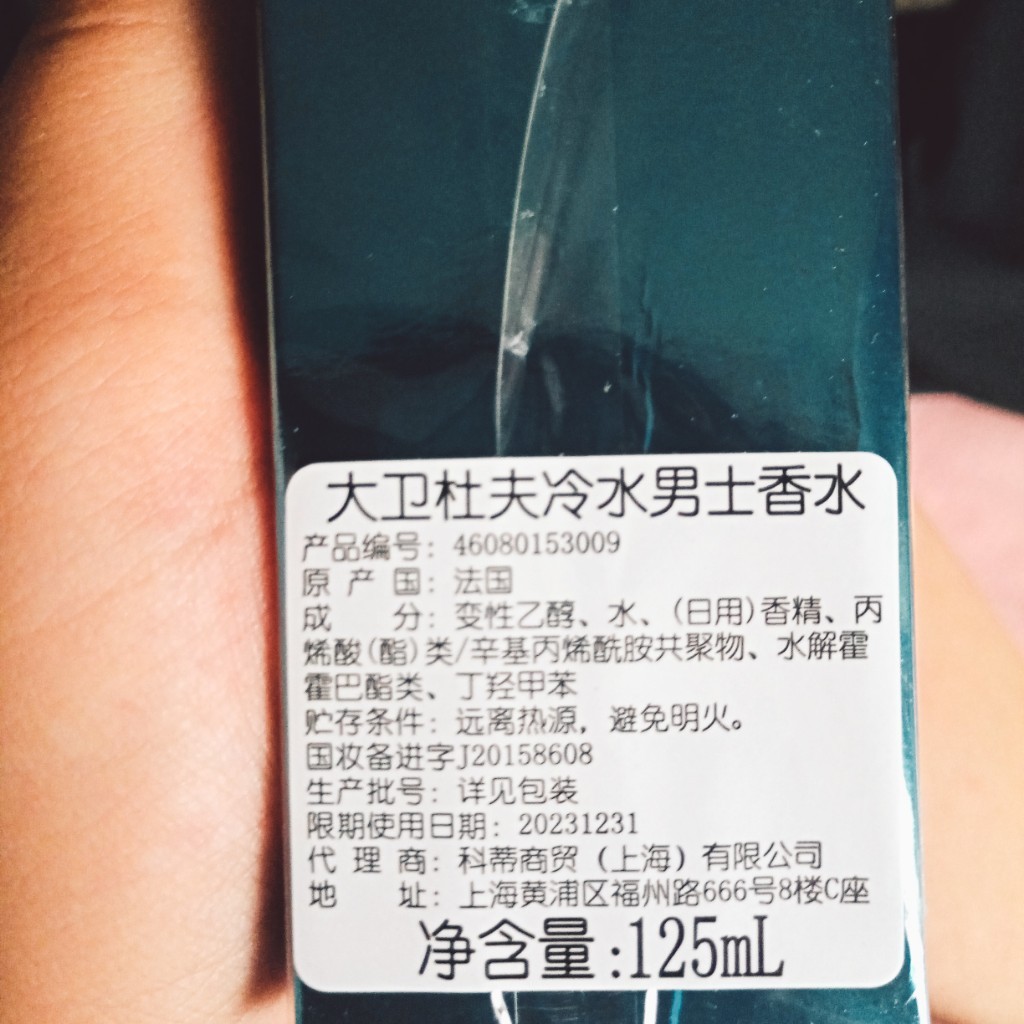 大卫杜夫冷水男士香水
产品编号：46080153009
原产国：法国
成分：变性乙醇、水、(日用)香精、丙
烯酸(酯)类/辛基丙烯酰胺共聚物、水解霍
霍巴酯类、丁羟甲苯
贮存条件：远离热源，避免明火。
国妆备进字J20158608
生产批号：详见包装
限期使用日期：20231231
代理商：科蒂商贸（上海）有限公司
地址：上海黄浦区福州路666号8楼C座
净含量:125mL